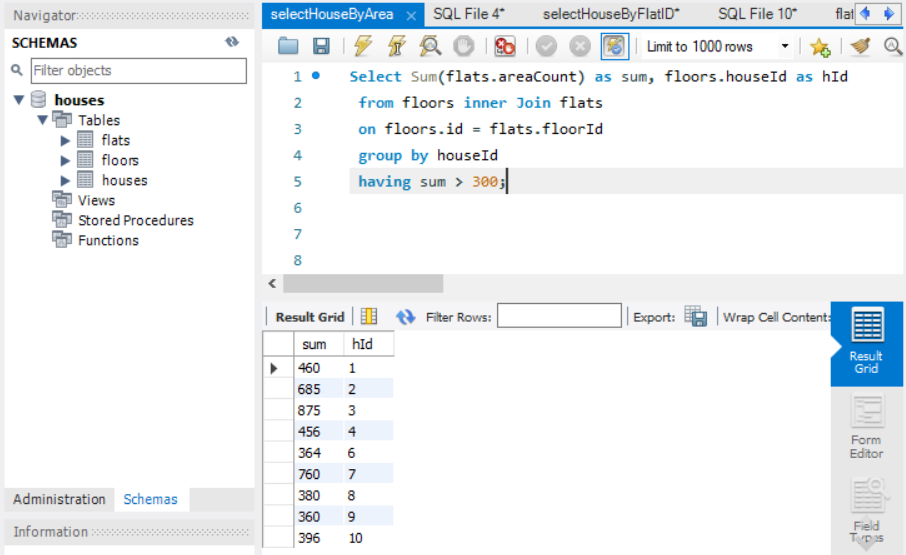 Navigator
SCHEMAS
Filter objects
houses
Tables
flats
floors
houses
Views
Stored Procedures
Functions
Administration Schemas
Information
selectHouseByArea SQL File 4* selectHouseByFlatID* SQL File 10* flat
Limit to 1000 rows
1 Select Sum(flats.areaCount) as sum, floors.houseId as hId
2 from floors inner Join flats
3 on floors.id = flats.floorId
4 group by houseId
5 having sum > 300;
6
7
8
Result Grid Filter Rows: Export: Wrap Cell Content:
sum hId
460 1
685 2
875 3
456 4
364 6
760 7
380 8
360 9
396 10
Result
Grid
Form
Editor
Field
Types